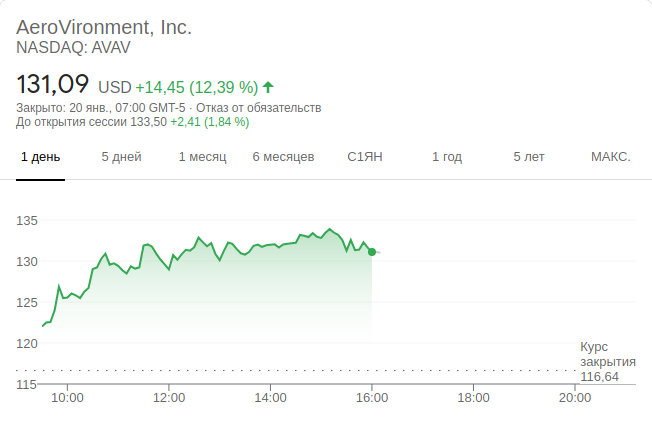 AeroVironment, Inc.
NASDAQ: AVAV
131,09 USD +14,45 (12,39 %)
Закрыто: 20 янв., 07:00 GMT-5 · Отказ от обязательств
До открытия сессии 133,50 +2,41 (1,84 %)
1 день 5 дней 1 месяц 6 месяцев С1ЯН 1 год 5 лет МАКС.
135
130
125
120
Курс
закрытия
116,64
115
10:00 12:00 14:00 16:00 18:00 20:00